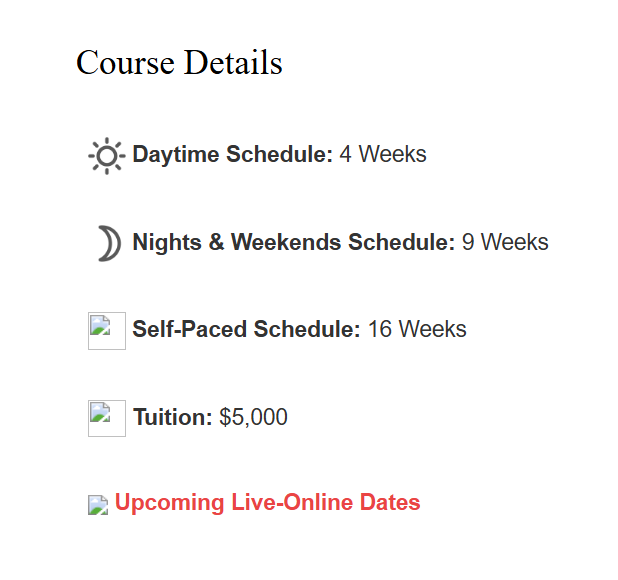 Course Details
Daytime Schedule: 4 Weeks
Nights & Weekends Schedule: 9 Weeks
Self-Paced Schedule: 16 Weeks
Tuition: $5,000
Upcoming Live-Online Dates